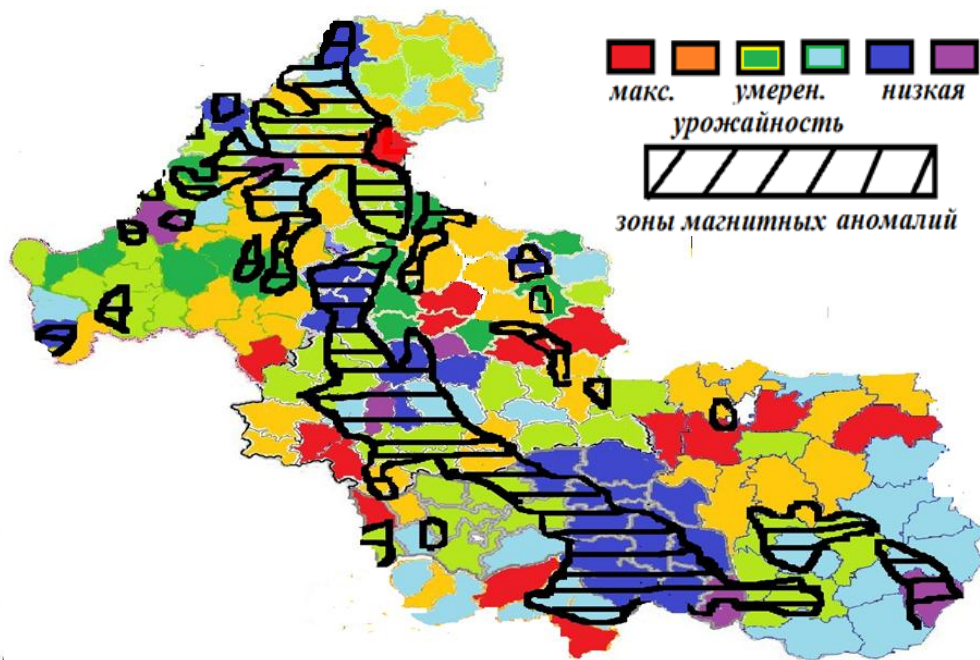 макс. умерен. низкая
урожайность
зоны магнитных аномалий